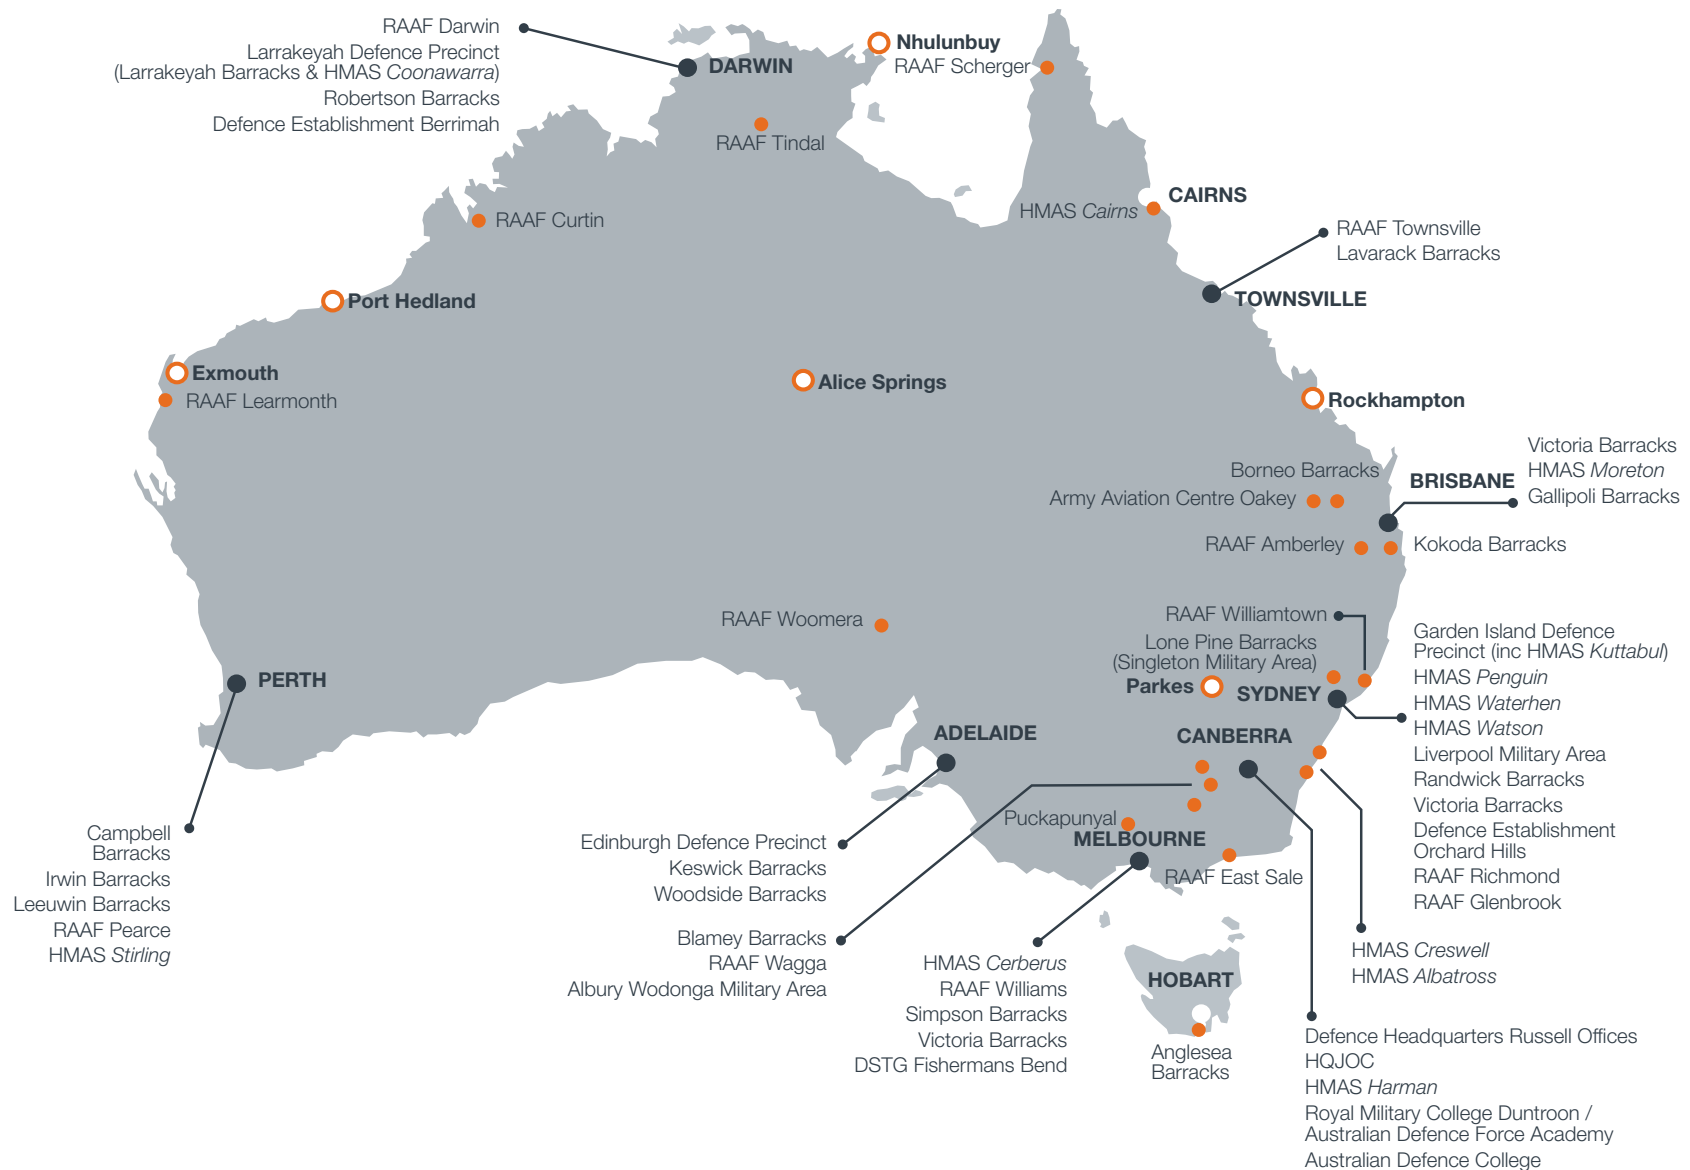 RAAF Darwin
Larrakeyah Defence Precinct
(Larrakeyah Barracks & HMAS Coonawarra)
Robertson Barracks
Defence Establishment Berrimah
DARWIN
Nhulunbuy
RAAF Scherger
RAAF Tindal
RAAF Curtin
HMAS Cairns
CAIRNS
RAAF Townsville
Lavarack Barracks
TOWNSVILLE
Port Hedland
Exmouth
RAAF Learmonth
Alice Springs
Rockhampton
Borneo Barracks
Army Aviation Centre Oakey
BRISBANE
Victoria Barracks
HMAS Moreton
Gallipoli Barracks
RAAF Amberley
Kokoda Barracks
RAAF Woomera
RAAF Williamtown
Lone Pine Barracks
(Singleton Military Area)
Parkes
SYDNEY
Garden Island Defence
Precinct (inc HMAS Kuttabul)
HMAS Penguin
HMAS Waterhen
HMAS Watson
Liverpool Military Area
Randwick Barracks
Victoria Barracks
Defence Establishment
Orchard Hills
RAAF Richmond
RAAF Glenbrook
PERTH
Campbell
Barracks
Irwin Barracks
Leeuwin Barracks
RAAF Pearce
HMAS Stirling
ADELAIDE
Edinburgh Defence Precinct
Keswick Barracks
Woodside Barracks
CANBERRA
Puckapunyal
MELBOURNE
RAAF East Sale
Blamey Barracks
RAAF Wagga
Albury Wodonga Military Area
HMAS Cerberus
RAAF Williams
Simpson Barracks
Victoria Barracks
DSTG Fishermans Bend
HMAS Creswell
HMAS Albatross
HOBART
Anglesea
Barracks
Defence Headquarters Russell Offices
HQJOC
HMAS Harman
Royal Military College Duntroon /
Australian Defence Force Academy
Australian Defence College